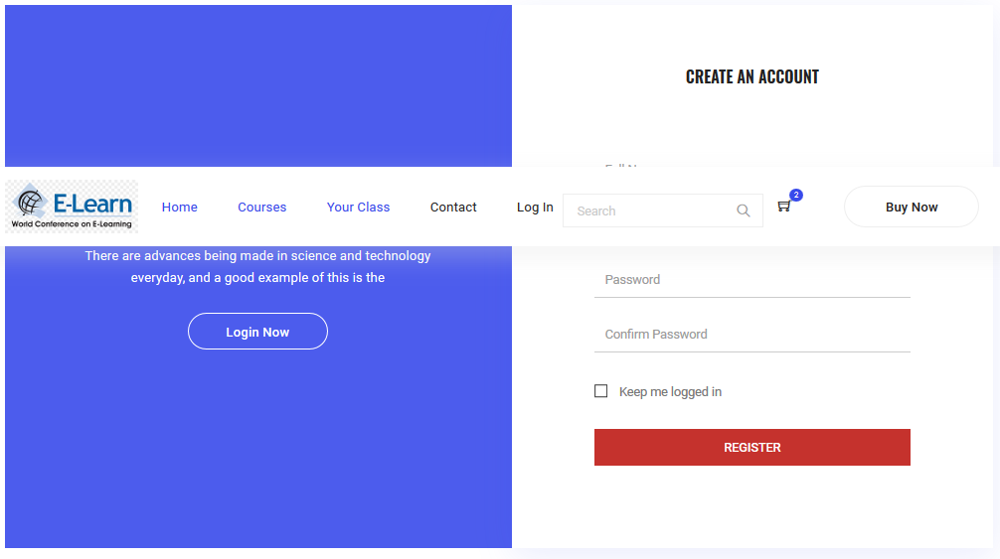 CREATE AN ACCOUNT
E-Learn
World Conference on E-Learning
Home
Courses
Your Class
Contact
Log In
Search
2
Buy Now
There are advances being made in science and technology
everyday, and a good example of this is the
Login Now
Password
Confirm Password
Keep me logged in
REGISTER